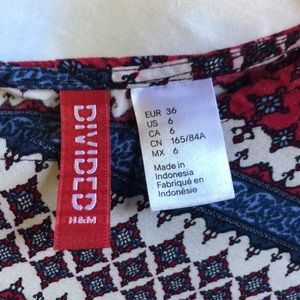 DIVIDED
H&M
EUR 36
US 6
CA 6
CN 165/84A
MX 6
Made in
Indonesia
Fabriqué en
Indonésie